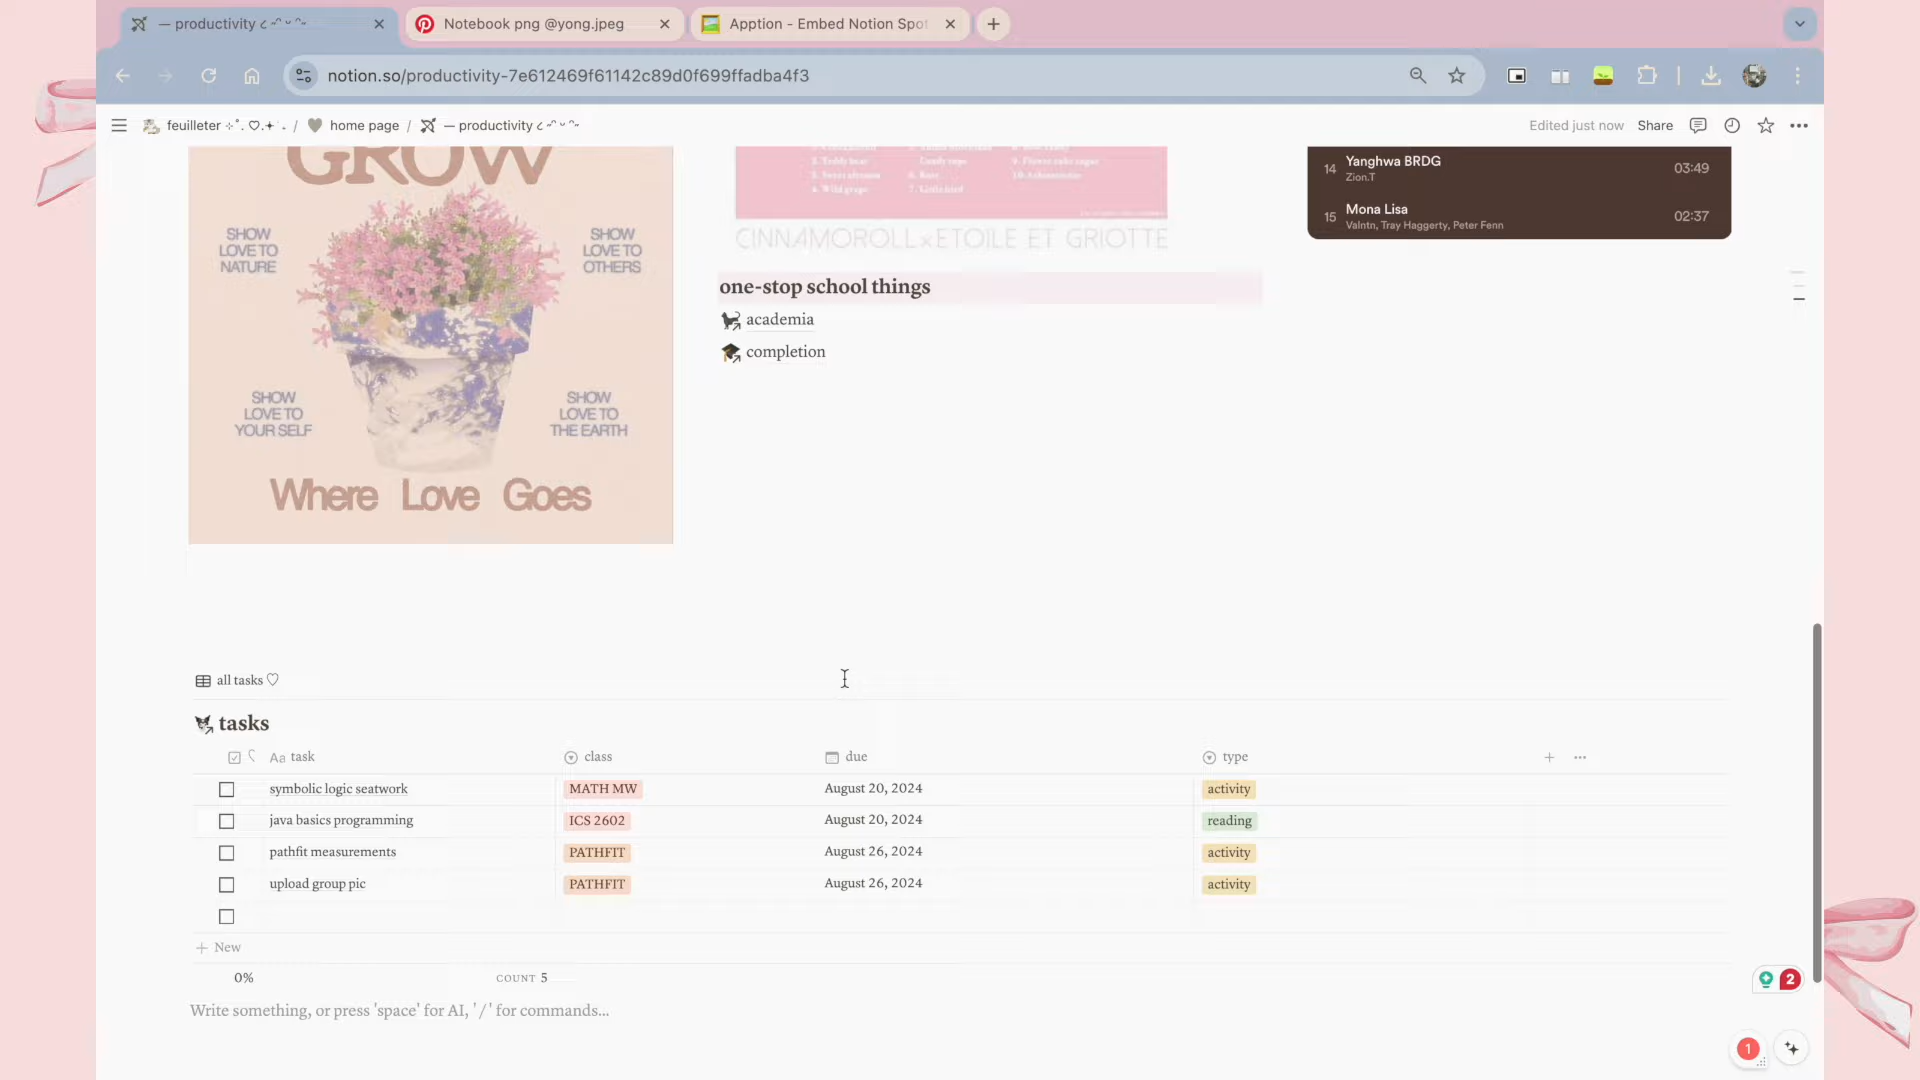 — productivity
Notebook png @yong.jpeg
Apption - Embed Notion Spot
notion.so/productivity-7e612469f61142c89d0f699ffadba4f3
feuilleter / home page / — productivity
Edited just now
Share
GROW
SHOW LOVE TO NATURE
SHOW LOVE TO OTHERS
SHOW LOVE TO YOUR SELF
SHOW LOVE TO THE EARTH
Where Love Goes
CINNAMOROLL×ETOILE ET GRIOTTE
one-stop school things
academia
completion
14 Yanghwa BRDG 03:49
Zion.T
15 Mona Lisa 02:37
Valntn, Tray Haggerty, Peter Fenn
all tasks ♡
tasks
Aa task class due type
symbolic logic seatwork MATH MW August 20, 2024 activity
java basics programming ICS 2602 August 20, 2024 reading
pathfit measurements PATHFIT August 26, 2024 activity
upload group pic PATHFIT August 26, 2024 activity
+ New
0% COUNT 5
Write something, or press 'space' for AI, '/' for commands...
2
1